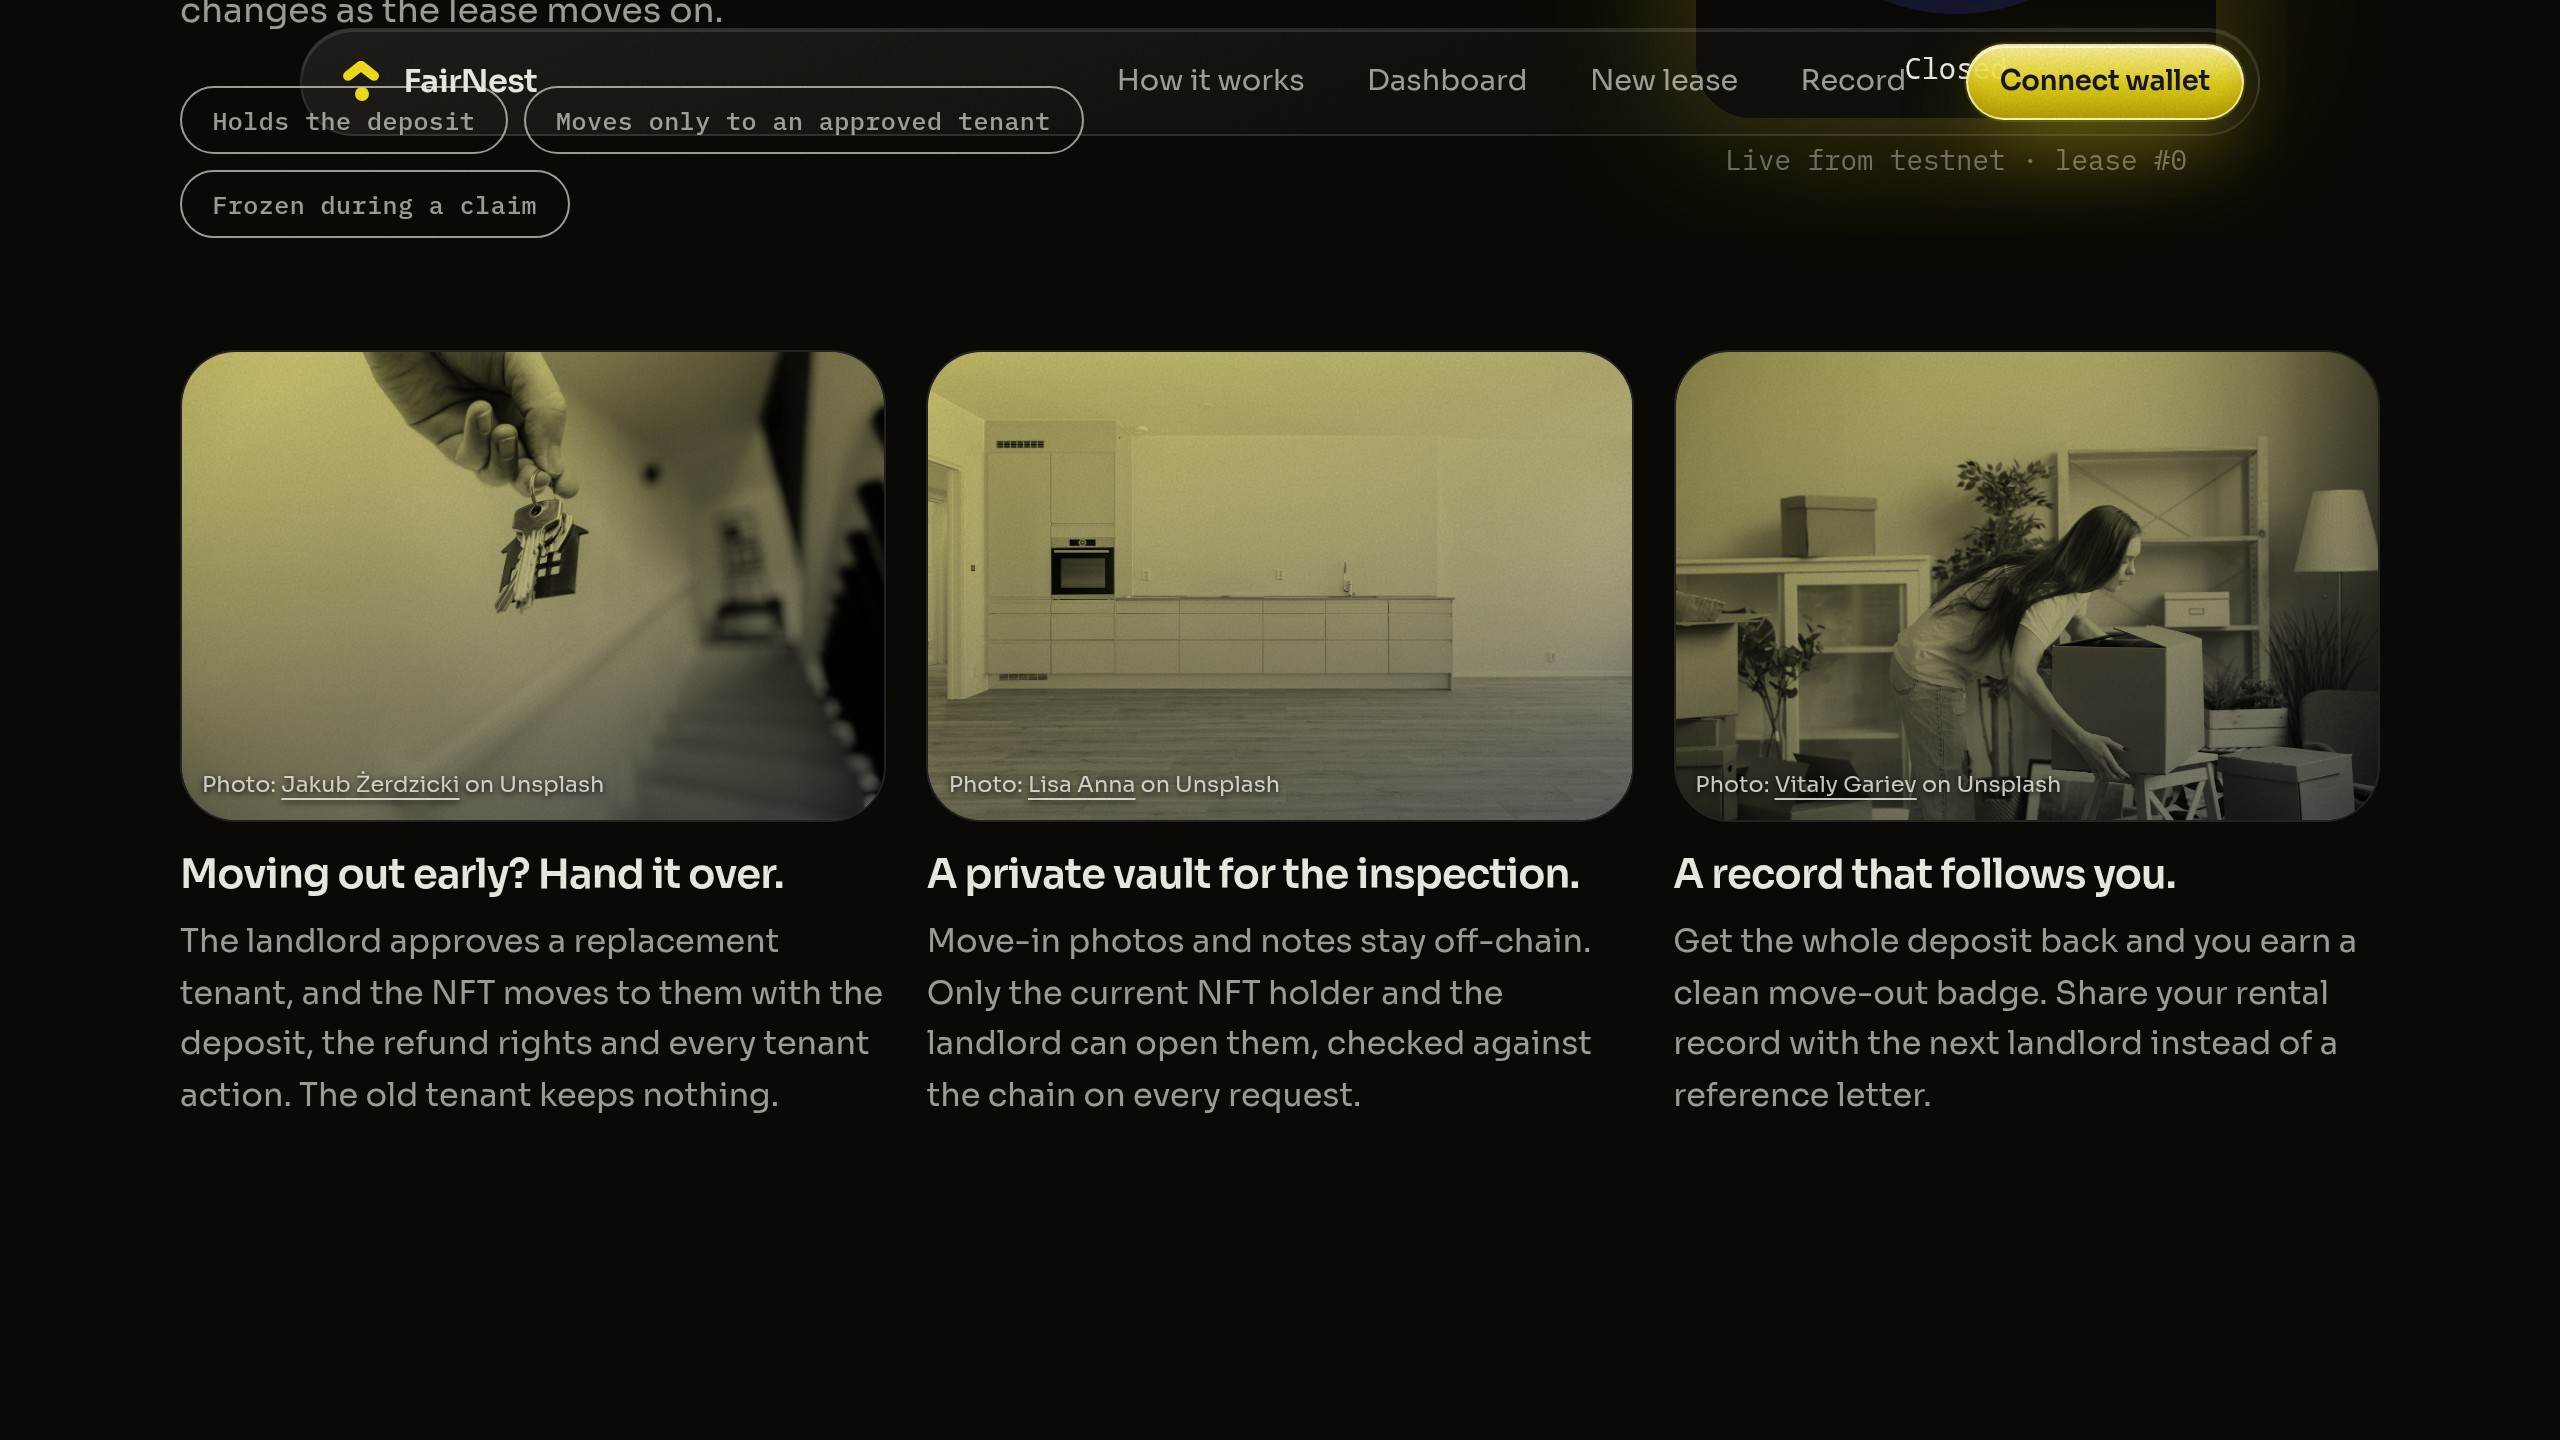 changes as the lease moves on.
FairNest
How it works
Dashboard
New lease
Record
Connect wallet
Holds the deposit
Moves only to an approved tenant
Live from testnet · lease #0
Frozen during a claim
Photo: Jakub Żerdzicki on Unsplash
Photo: Lisa Anna on Unsplash
Photo: Vitaly Gariev on Unsplash
Moving out early? Hand it over.
The landlord approves a replacement
tenant, and the NFT moves to them with the
deposit, the refund rights and every tenant
action. The old tenant keeps nothing.
A private vault for the inspection.
Move-in photos and notes stay off-chain.
Only the current NFT holder and the
landlord can open them, checked against
the chain on every request.
A record that follows you.
Get the whole deposit back and you earn a
clean move-out badge. Share your rental
record with the next landlord instead of a
reference letter.